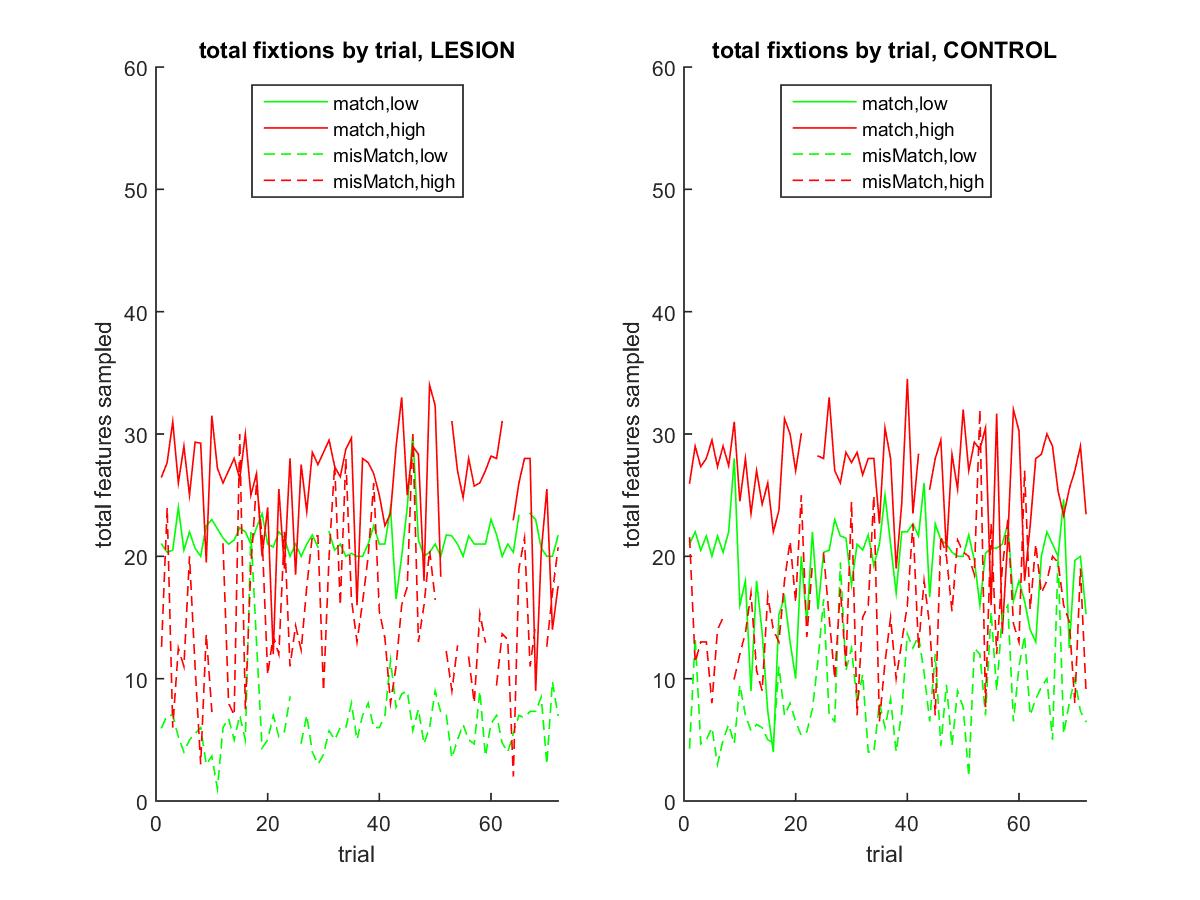 total fixtions by trial, LESION
60
50
40
30
20
10
0
total features sampled
match,low
match,high
misMatch,low
misMatch,high
0 20 40 60
trial
total fixtions by trial, CONTROL
60
50
40
30
20
10
0
total features sampled
match,low
match,high
misMatch,low
misMatch,high
0 20 40 60
trial